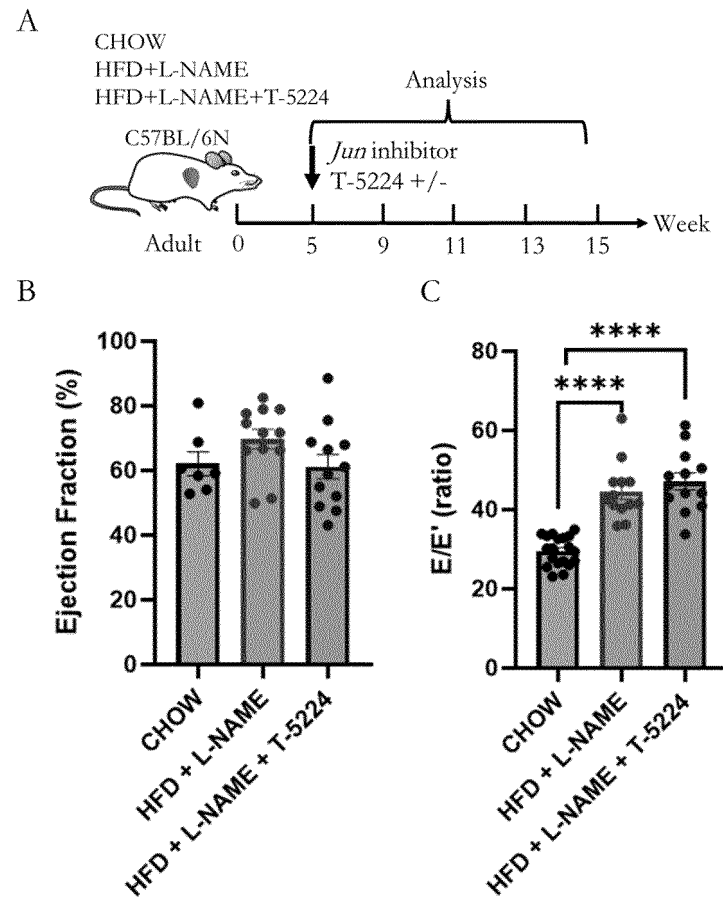 A
CHOW
HFD+L-NAME
HFD+L-NAME+T-5224
C57BL/6N
Adult
Analysis
Jun inhibitor
T-5224 +/-
0 5 9 11 13 15
Week
B
Ejection Fraction (%)
100
80
60
40
20
0
CHOW
HFD + L-NAME
HFD + L-NAME + T-5224
C
E/E' (ratio)
80
60
40
20
0
****
****
CHOW
HFD + L-NAME
HFD + L-NAME + T-5224